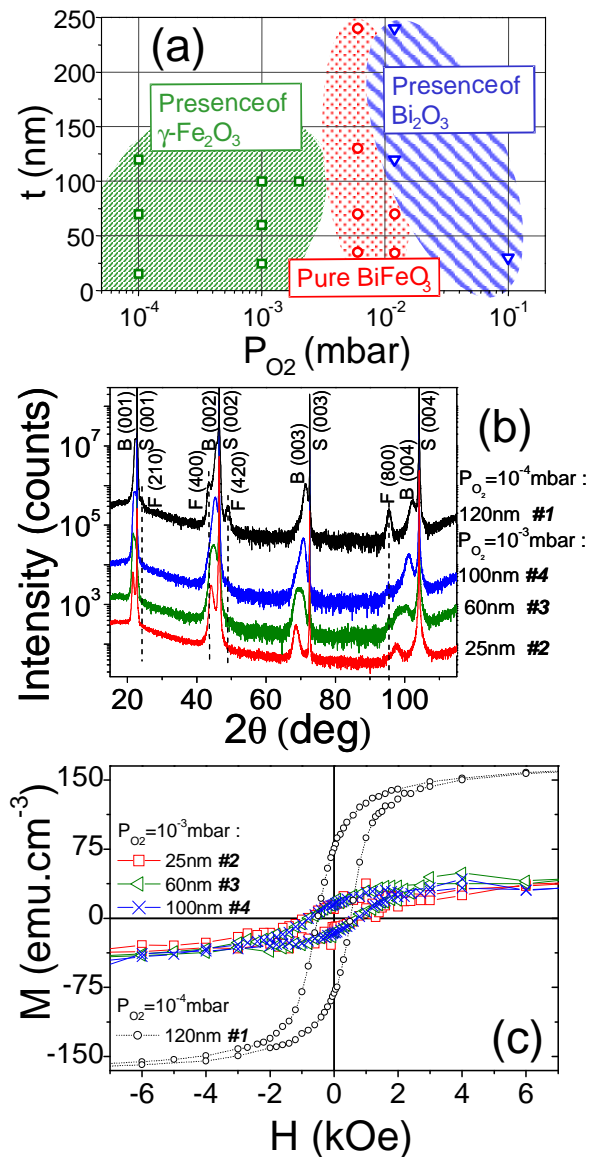 (a)
Presence of
γ-Fe2O3
Presence of
Bi2O3
Pure BiFeO3
t (nm)
250
200
150
100
50
0
10-4
10-3
10-2
10-1
PO2 (mbar)
(b)
B (001)
S (001)
F (210)
F (400)
B (002)
S (002)
F (420)
B (003)
S (003)
F (800)
B (004)
S (004)
PO2=10-4mbar :
120nm #1
PO2=10-3mbar :
100nm #4
60nm #3
25nm #2
Intensity (counts)
107
105
103
20 40 60 80 100
2θ (deg)
(c)
PO2=10-3mbar :
25nm #2
60nm #3
100nm #4
PO2=10-4mbar
120nm #1
M (emu.cm-3)
150
75
0
-75
-150
-6 -4 -2 0 2 4 6
H (kOe)